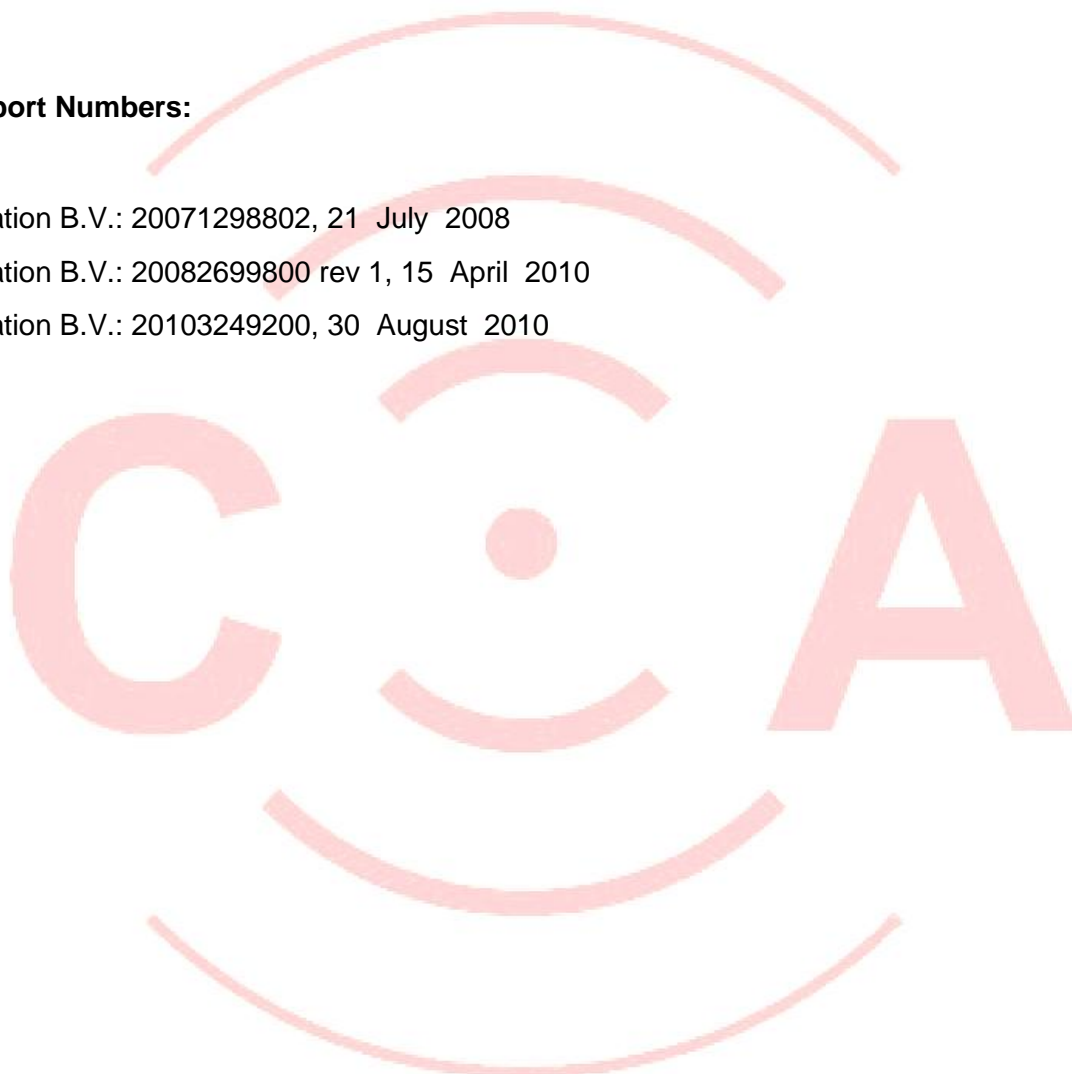 port Numbers:
ation B.V.: 20071298802, 21 July 2008
ation B.V.: 20082699800 rev 1, 15 April 2010
ation B.V.: 20103249200, 30 August 2010
C A